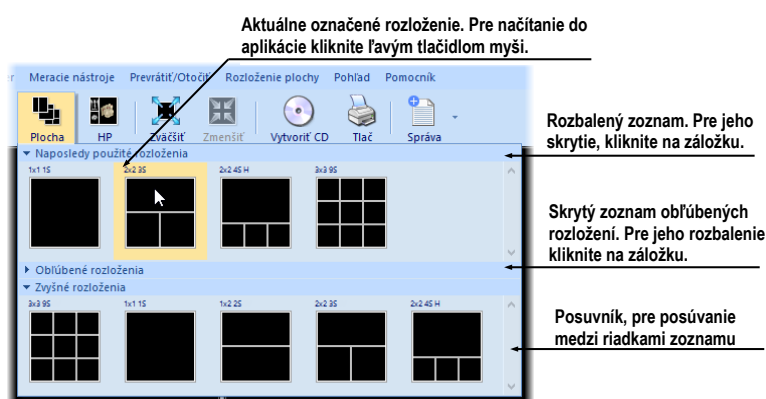 Aktuálne označené rozloženie. Pre načítanie do
aplikácie kliknite ľavým tlačidlom myši.
Meracie nástroje Prevrátiť/Otočiť Rozloženie plochy Pohľad Pomocník
Plocha HP Zväčšiť Zmenšiť Vytvoriť CD Tlač Správa
Rozbalený zoznam. Pre jeho
skrytie, kliknite na záložku.
Naposledy použité rozloženia
1x1 1S 2x2 3S 2x2 4S H 3x3 9S
Skrytý zoznam obľúbených
rozložení. Pre jeho rozbalenie
kliknite na záložku.
Obľúbené rozloženia
Zvyšné rozloženia
3x3 9S 1x1 1S 1x2 2S 2x2 3S 2x2 4S H
Posuvník, pre posúvanie
medzi riadkami zoznamu